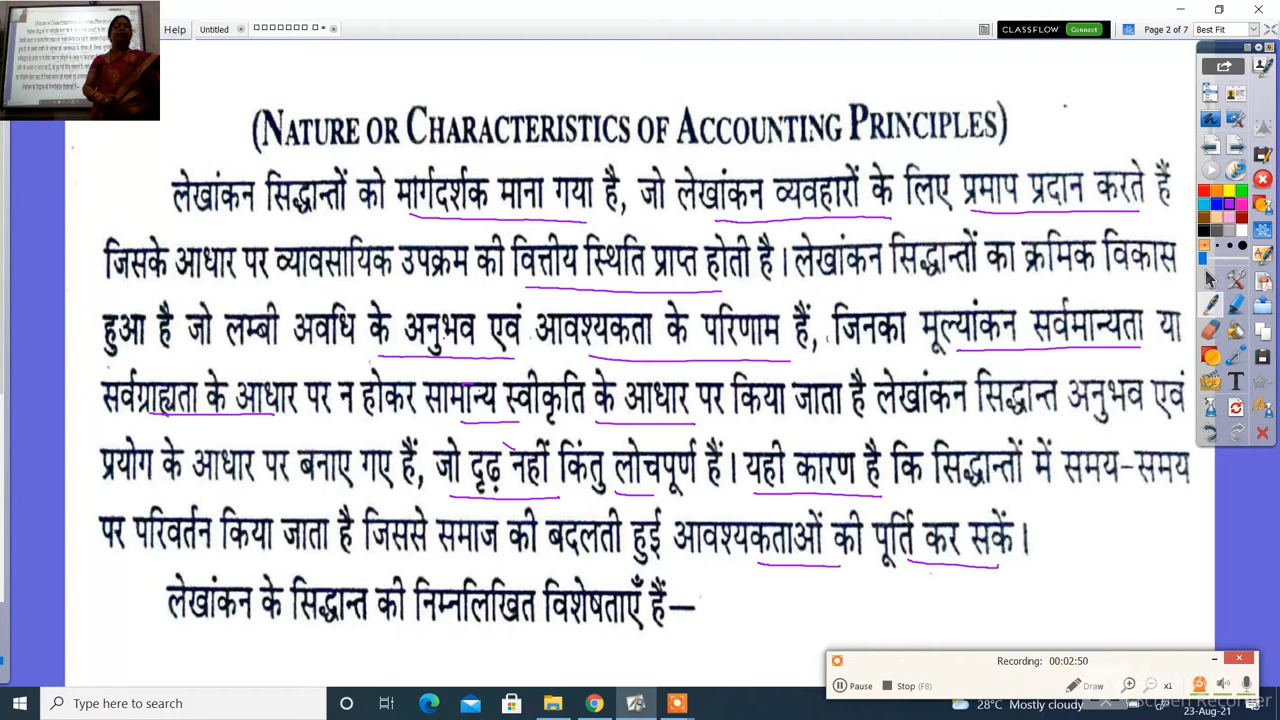 Help
Untitled
CLASSFLOW Connect
Page 2 of 7
Best Fit
(NATURE OR CHARACTERISTICS OF ACCOUNTING PRINCIPLES)
लेखांकन सिद्धान्तों को मार्गदर्शक माना गया है, जो लेखांकन व्यवहारों के लिए प्रमाप प्रदान करते हैं
जिसके आधार पर व्यावसायिक उपक्रम की वित्तीय स्थिति प्राप्त होती है। लेखांकन सिद्धान्तों का क्रमिक विकास
हुआ है जो लम्बी अवधि के अनुभव एवं आवश्यकता के परिणाम हैं, जिनका मूल्यांकन सर्वमान्यता या
सर्वग्राह्यता के आधार पर न होकर सामान्य स्वीकृति के आधार पर किया जाता है लेखांकन सिद्धान्त अनुभव एवं
प्रयोग के आधार पर बनाए गए हैं, जो दृढ़ नहीं किंतु लोचपूर्ण हैं। यही कारण है कि सिद्धान्तों में समय-समय
पर परिवर्तन किया जाता है जिससे समाज की बदलती हुई आवश्यकताओं की पूर्ति कर सकें।
लेखांकन के सिद्धान्त की निम्नलिखित विशेषताएँ हैं—
Recording: 00:02:50
Pause
Stop (F8)
Draw
x1
Type here to search
28°C Mostly cloudy
23-Aug-21